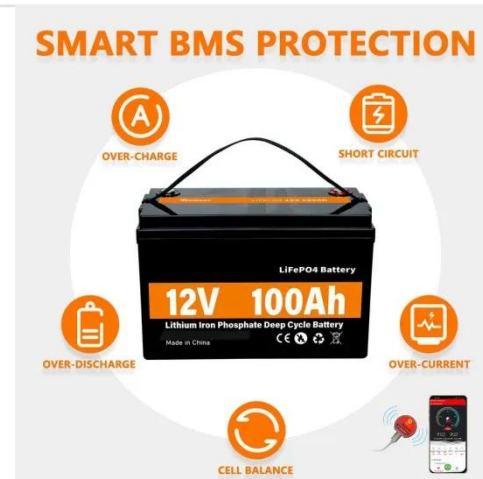 SMART BMS PROTECTION
A
OVER-CHARGE
SHORT CIRCUIT
LiFePO4 Battery
12V 100Ah
Lithium Iron Phosphate Deep Cycle Battery
Made in China
CE
OVER-DISCHARGE
OVER-CURRENT
CELL BALANCE